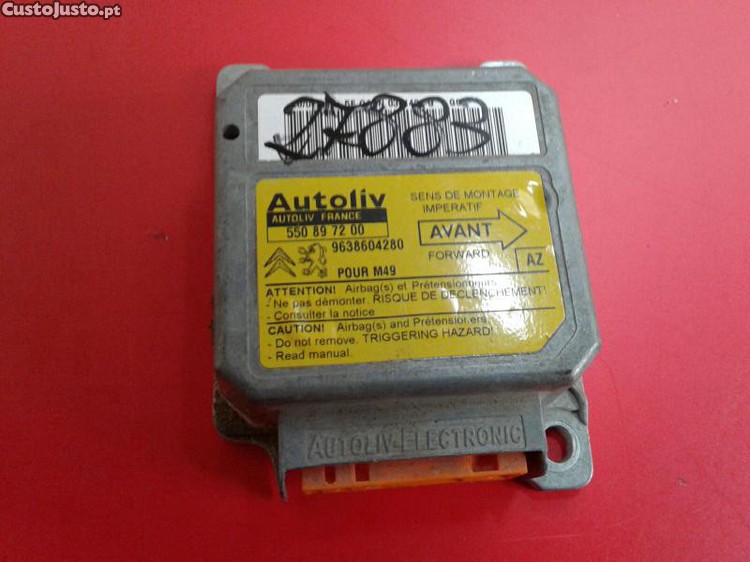 CustoJusto.pt
27883
Autoliv
AUTOLIV FRANCE
550 89 72 00
9638604280
POUR M49
SENS DE MONTAGE
IMPERATIF
AVANT
FORWARD
AZ
ATTENTION! Airbag(s) et Prétensionneurs.
- Ne pas démonter. RISQUE DE DECLENCHEMENT!
- Consulter la notice
CAUTION! Airbag(s) and Pretensioners.
- Do not remove. TRIGGERING HAZARD!
- Read manual.
AUTOLIV-ELECTRONIC